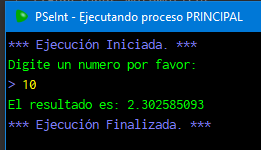 PSeInt - Ejecutando proceso PRINCIPAL
*** Ejecución Iniciada. ***
Digite un numero por favor:
> 10
El resultado es: 2.302585093
*** Ejecución Finalizada. ***